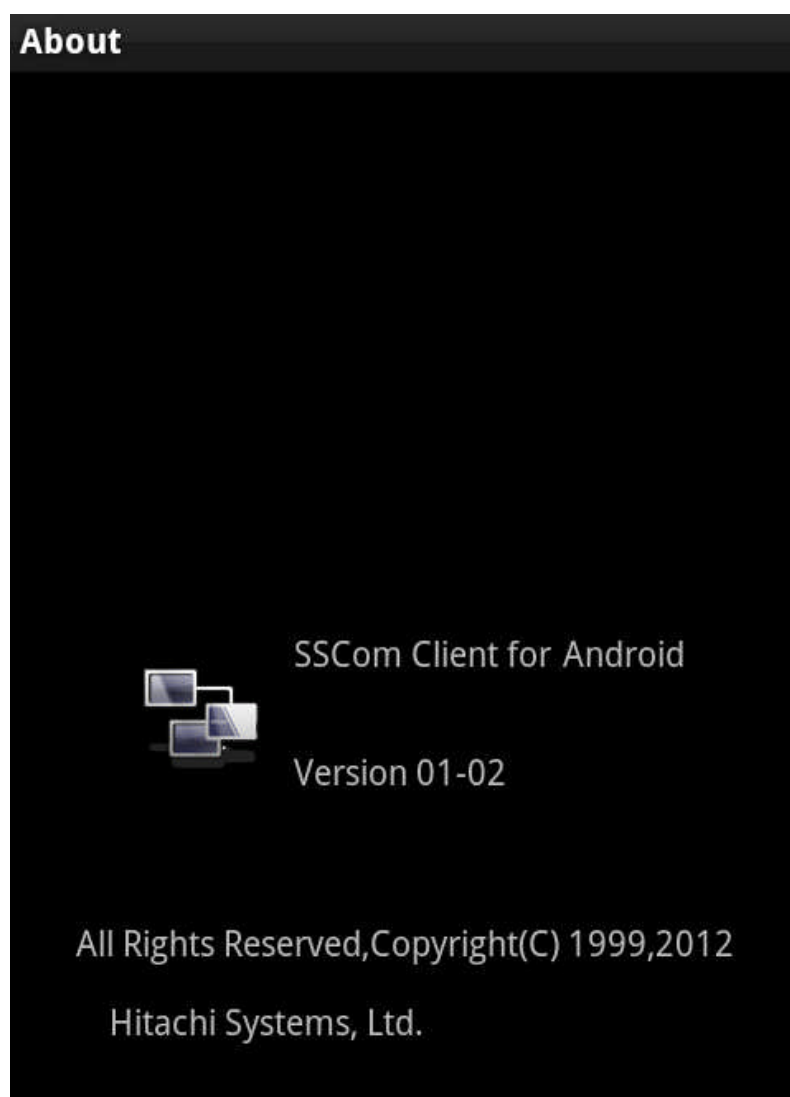 About
SSCom Client for Android
Version 01-02
All Rights Reserved,Copyright(C) 1999,2012
Hitachi Systems, Ltd.